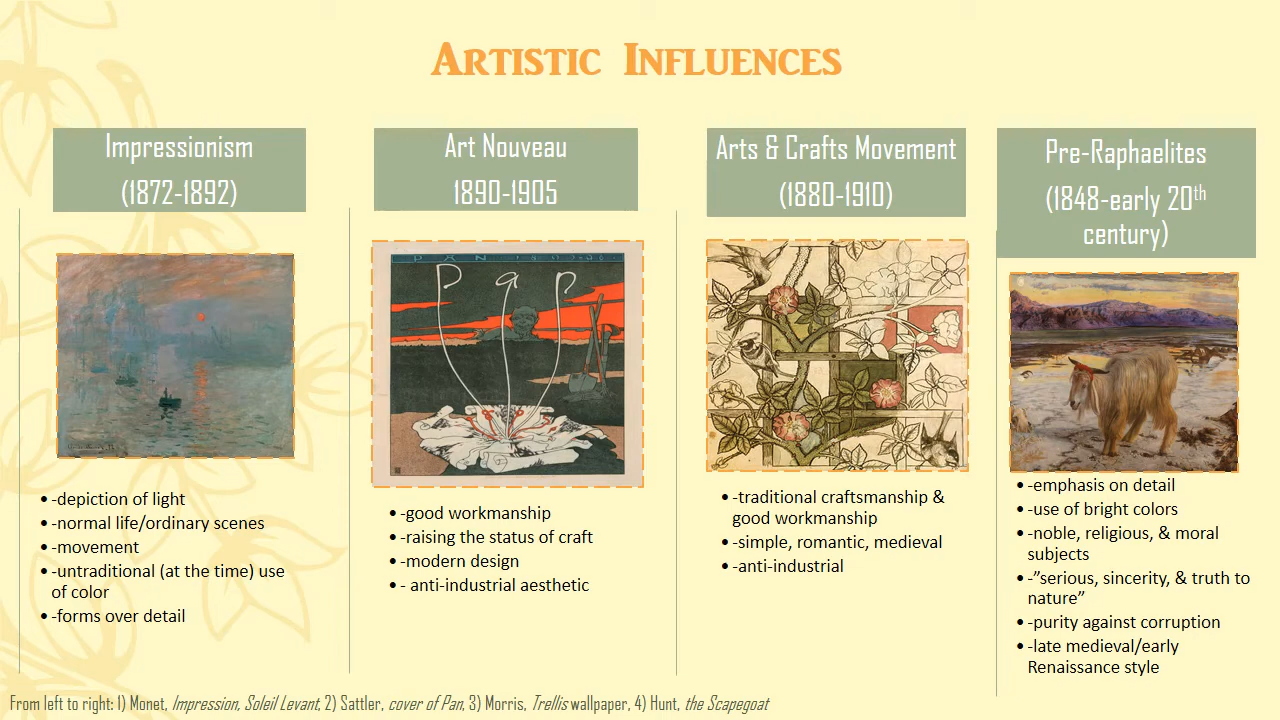 Artistic Influences
Impressionism
(1872-1892)
Art Nouveau
1890-1905
Arts & Crafts Movement
(1880-1910)
Pre-Raphaelites
(1848-early 20th
century)
PAN
Pan
• -depiction of light
• -normal life/ordinary scenes
• -movement
• -untraditional (at the time) use
of color
• -forms over detail
• -good workmanship
• -raising the status of craft
• -modern design
• - anti-industrial aesthetic
• -traditional craftsmanship &
good workmanship
• -simple, romantic, medieval
• -anti-industrial
• -emphasis on detail
• -use of bright colors
• -noble, religious, & moral
subjects
• -”serious, sincerity, & truth to
nature”
• -purity against corruption
• -late medieval/early
Renaissance style
From left to right: 1) Monet, Impression, Soleil Levant, 2) Sattler, cover of Pan, 3) Morris, Trellis wallpaper, 4) Hunt, the Scapegoat